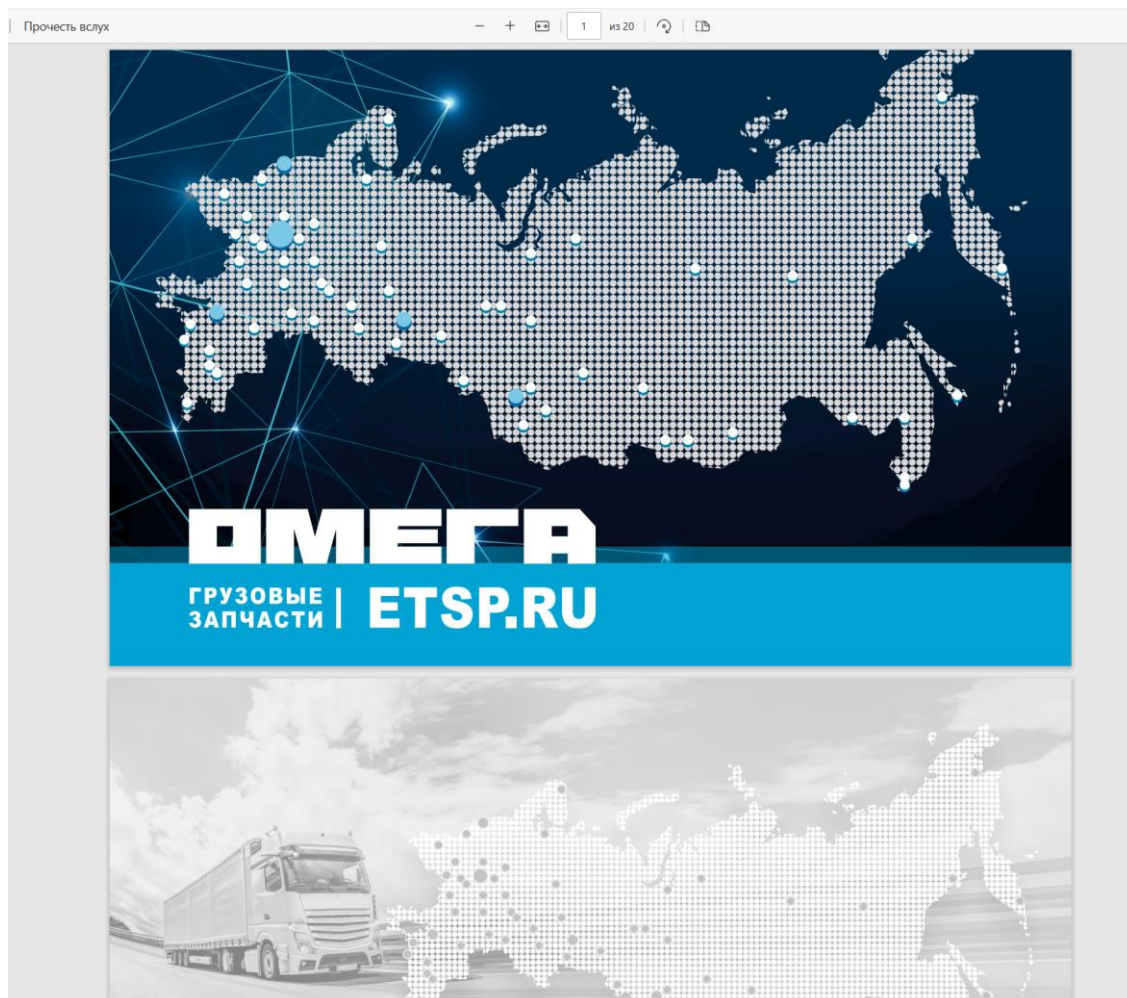 Прочесть вслух
1 из 20
ОМЕГА
ГРУЗОВЫЕ
ЗАПЧАСТИ
ETSP.RU